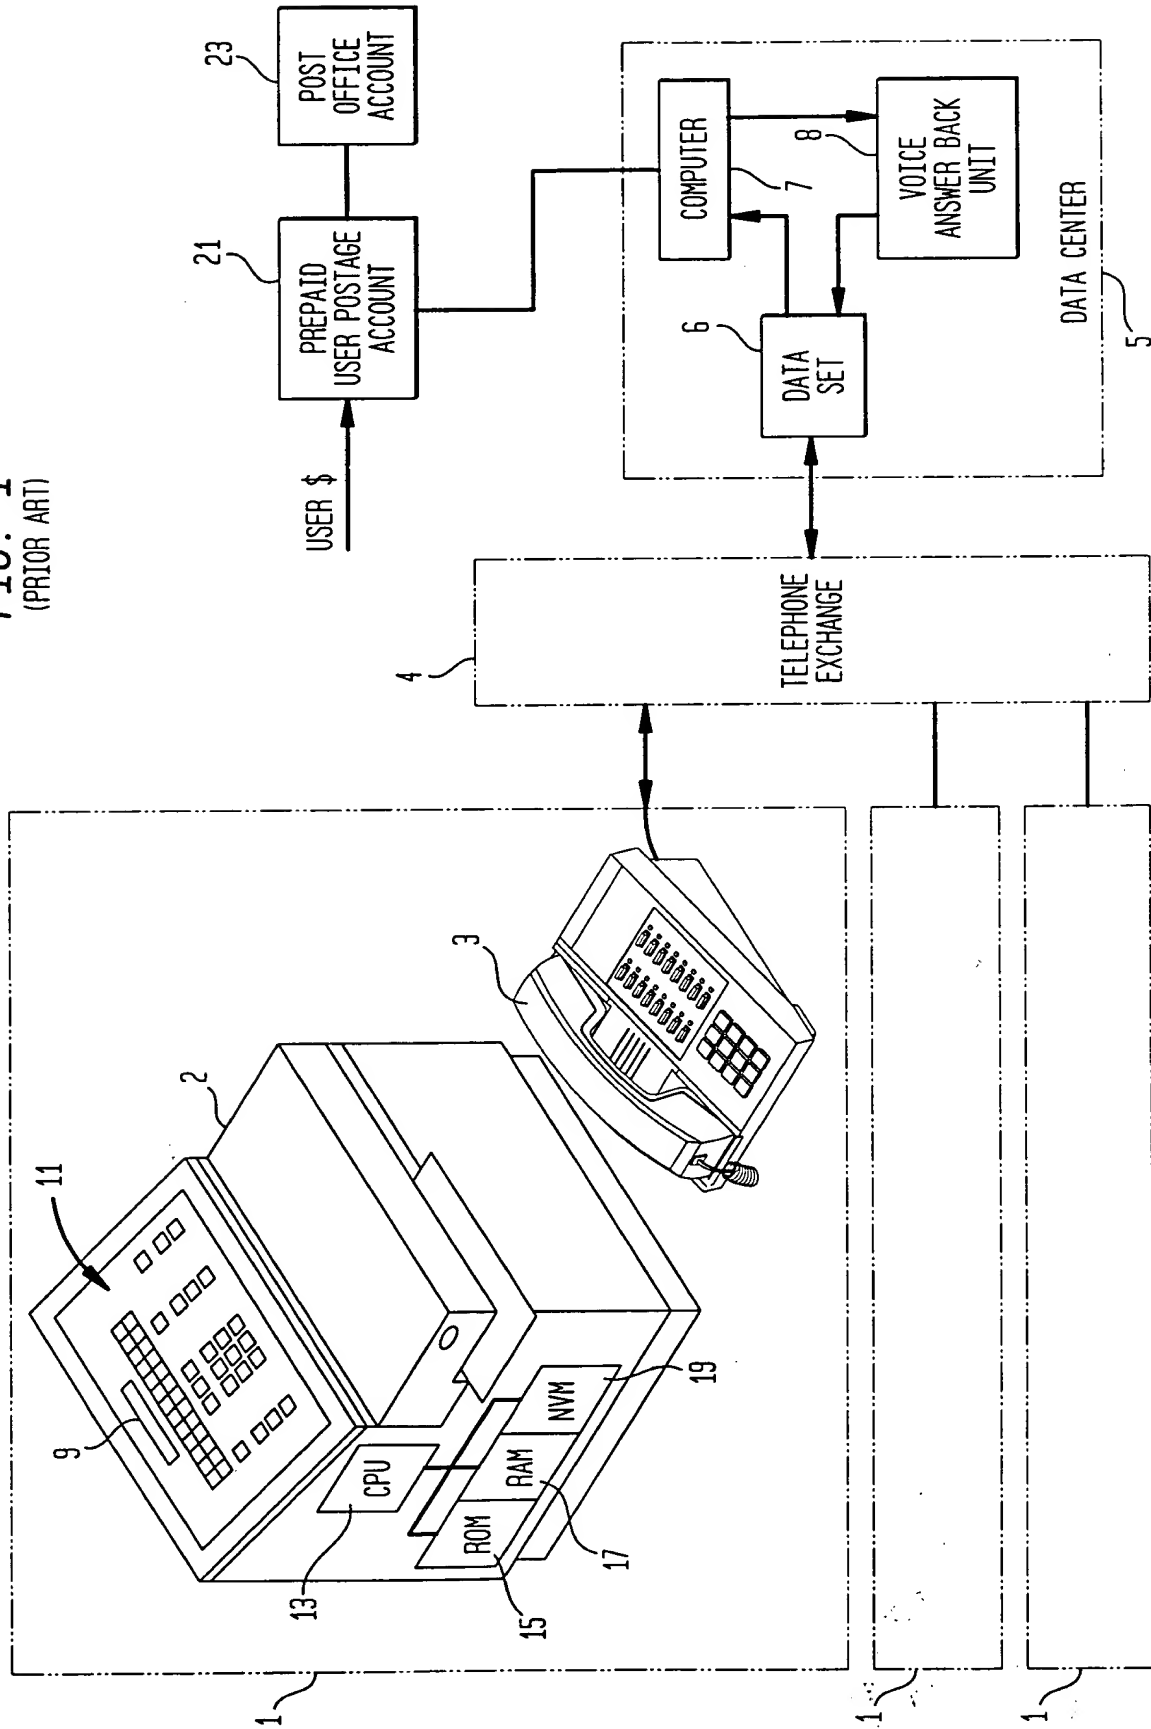 FIG. 1
(PRIOR ART)
23
POST
OFFICE
ACCOUNT
21
PREPAID
USER POSTAGE
ACCOUNT
USER $
COMPUTER
7
8
VOICE
ANSWER BACK
UNIT
6
DATA
SET
DATA CENTER
5
4
TELEPHONE
EXCHANGE
3
2
11
9
CPU
13
ROM
RAM
NVM
15
17
19
1
1
1